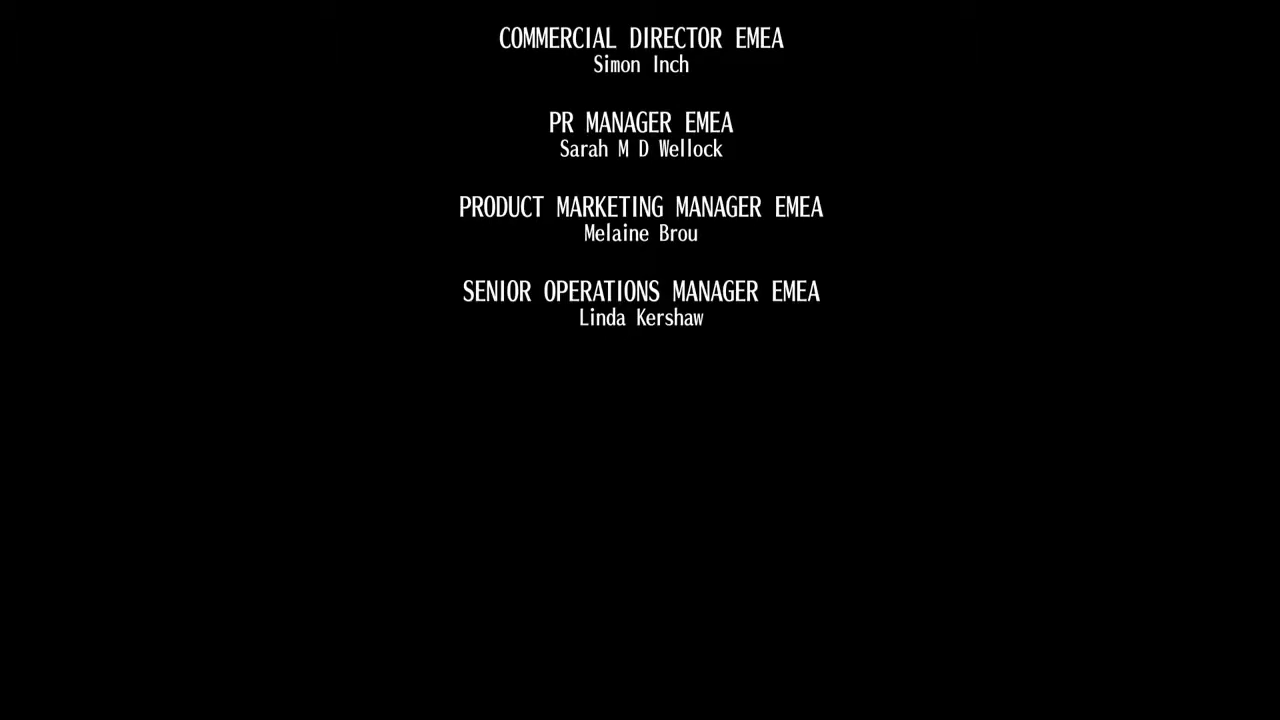 COMMERCIAL DIRECTOR EMEA
Simon Inch
PR MANAGER EMEA
Sarah M D Wellock
PRODUCT MARKETING MANAGER EMEA
Melaine Brou
SENIOR OPERATIONS MANAGER EMEA
Linda Kershaw